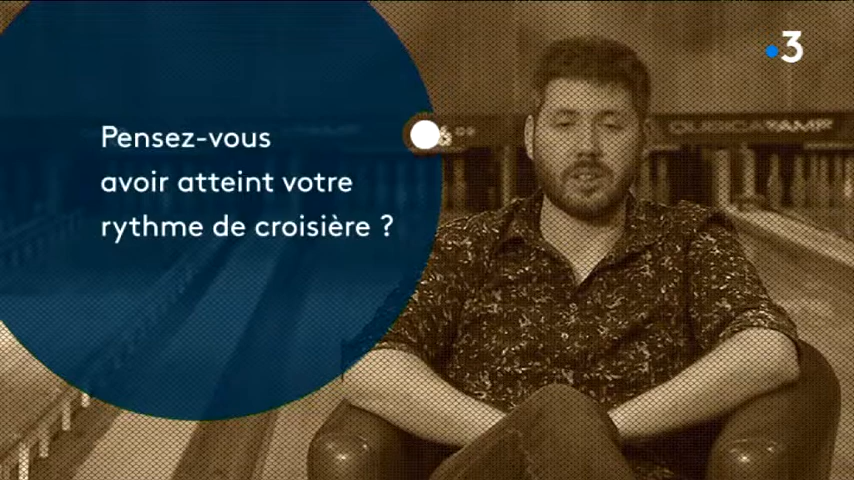 3
Pensez-vous
avoir atteint votre
rythme de croisière ?